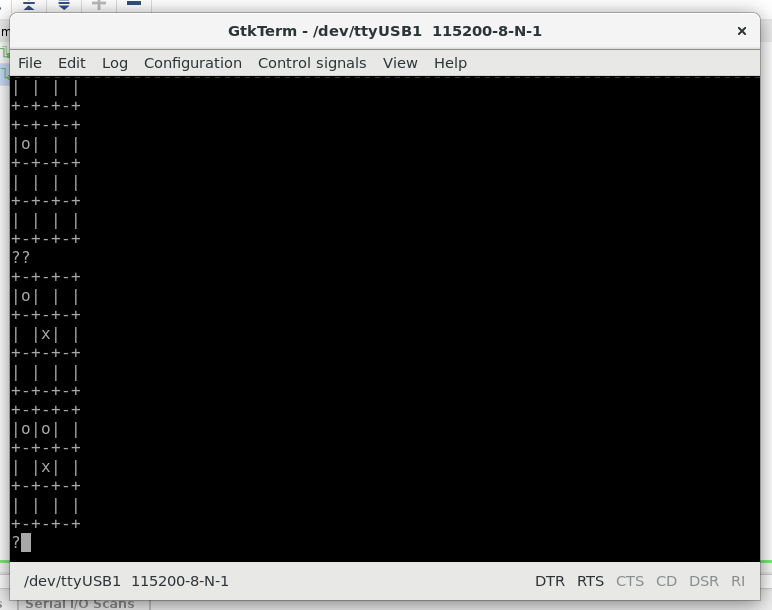 GtkTerm - /dev/ttyUSB1  115200-8-N-1
File Edit Log Configuration Control signals View Help
| | | |
+-+-+-+
+-+-+-+
|o| | |
+-+-+-+
| | | |
+-+-+-+
| | | |
+-+-+-+
??
+-+-+-+
|o| | |
+-+-+-+
| |x| |
+-+-+-+
| | | |
+-+-+-+
+-+-+-+
|o|o| |
+-+-+-+
| |x| |
+-+-+-+
| | | |
+-+-+-+
?
/dev/ttyUSB1  115200-8-N-1 DTR RTS CTS CD DSR RI
Serial I/O Scans